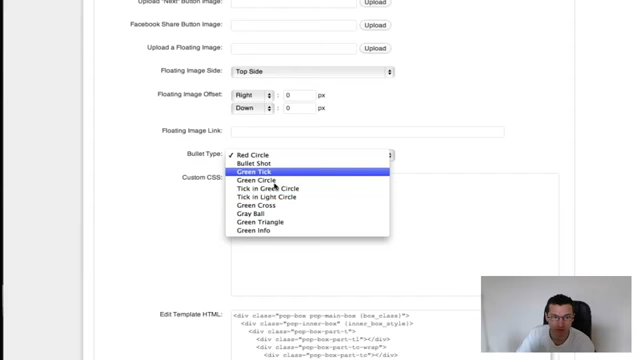 Upload "Next" Button Image: Upload
Facebook Share Button Image: Upload
Upload a Floating Image: Upload
Floating Image Side: Top Side
Floating Image Offset: Right : 0 px
Down : 0 px
Floating Image Link:
Bullet Type: ✓ Red Circle
Bullet Shot
Green Tick
Green Circle
Tick in Green Circle
Tick in Light Circle
Green Cross
Gray Ball
Green Triangle
Green Info
Custom CSS:
Edit Template HTML: <div class="pop-box pop-main-box {box_class}">
<div class="pop-inner-box" {inner_box_style}>
<div class="pop-box-part-t">
<div class="pop-box-part-tl"></div>
<div class="pop-box-part-tc-wrap">
<div class="pop-box-part-tc"></div>